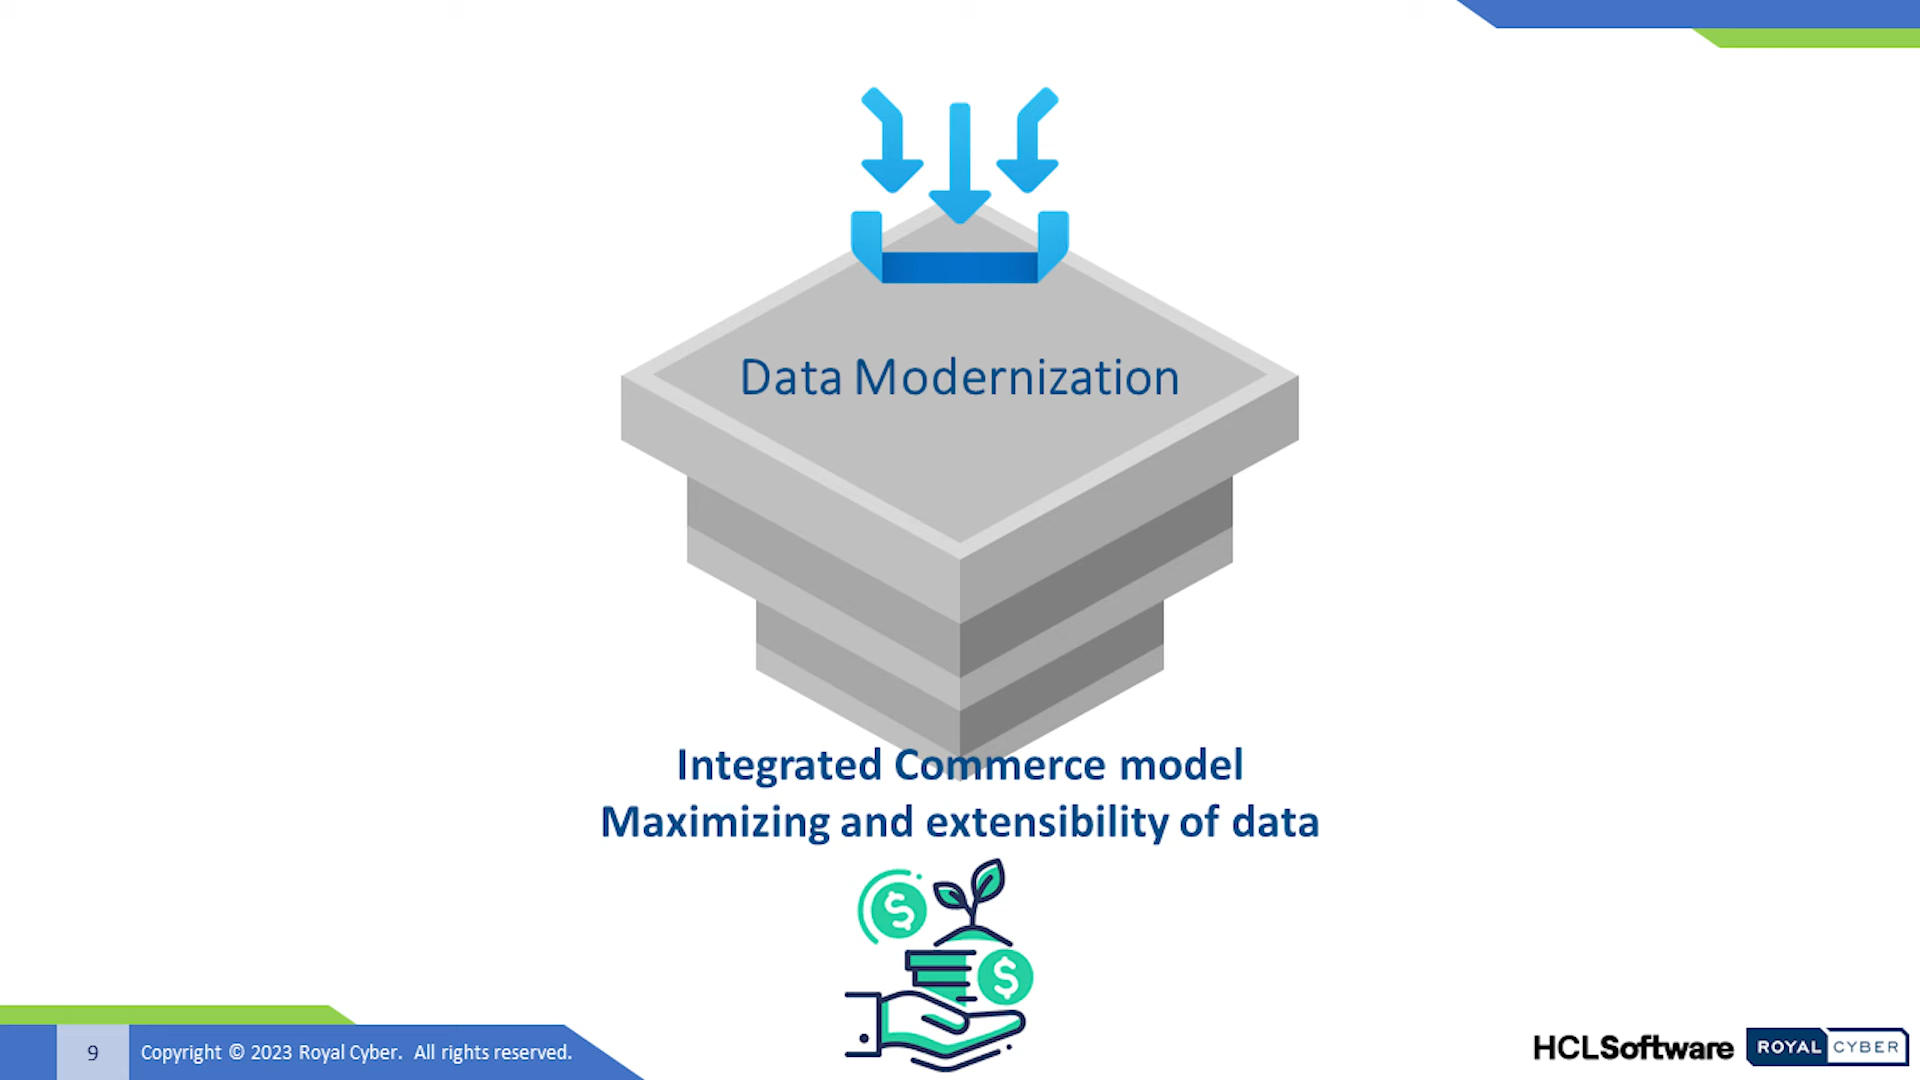 Data Modernization
Integrated Commerce model
Maximizing and extensibility of data
$
$
9
Copyright © 2023 Royal Cyber. All rights reserved.
HCLSoftware
ROYAL CYBER